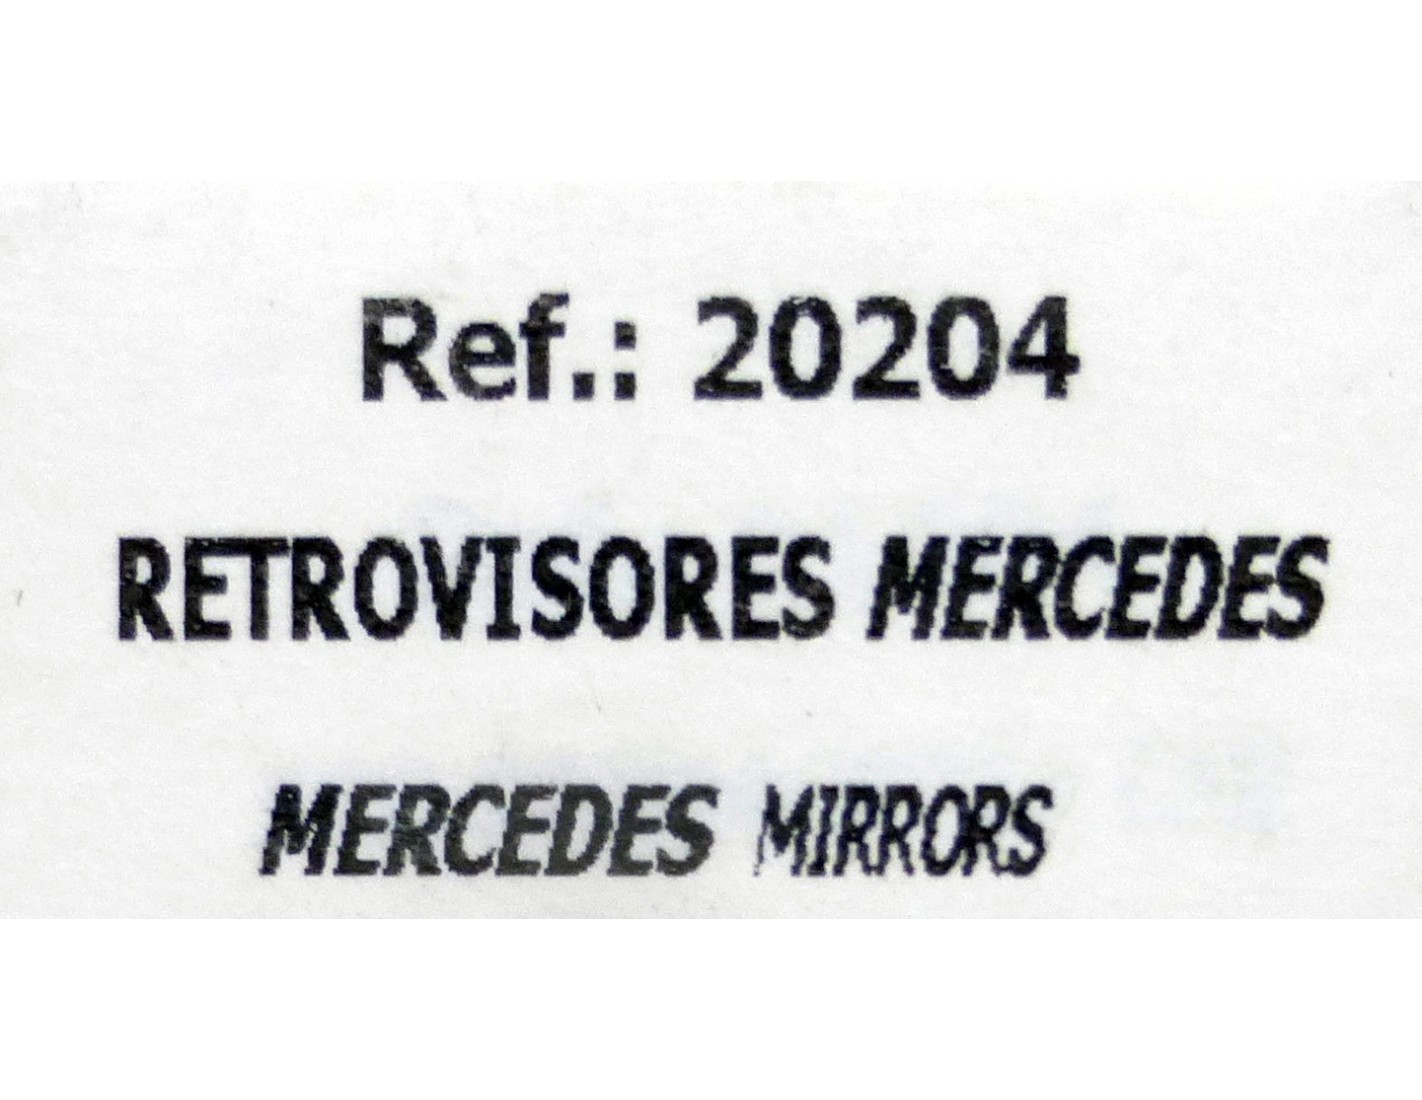 Ref.: 20204
RETROVISORES MERCEDES
MERCEDES MIRRORS